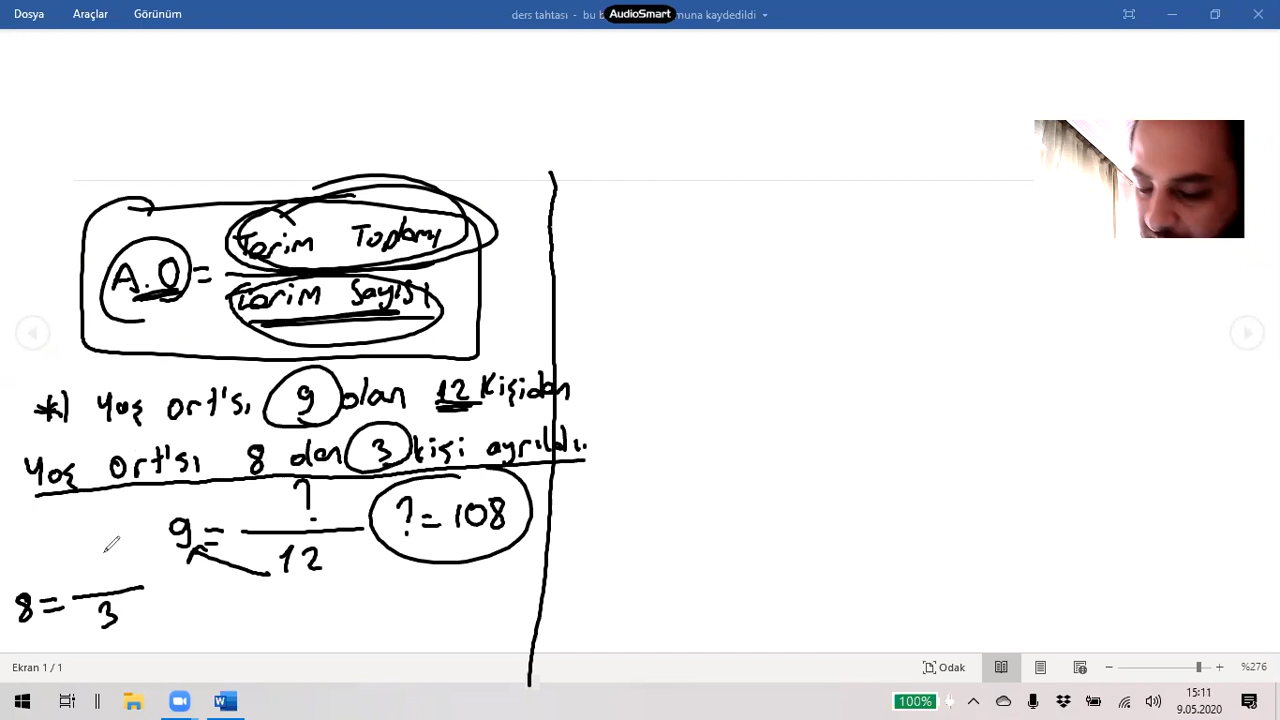 Dosya Araçlar Görünüm
ders tahtası - bu b AudioSmart muna kaydedildi
A.O = Terim Toplamı
Terim Sayısı
*) Yaş ort'sı 9 olan 12 kişiden
Yaş ort'sı 8 olan 3 kişi ayrıldı.
9 = ?
12
? = 108
8 =
3
Ekran 1 / 1 Odak %276
100% 15:11
9.05.2020